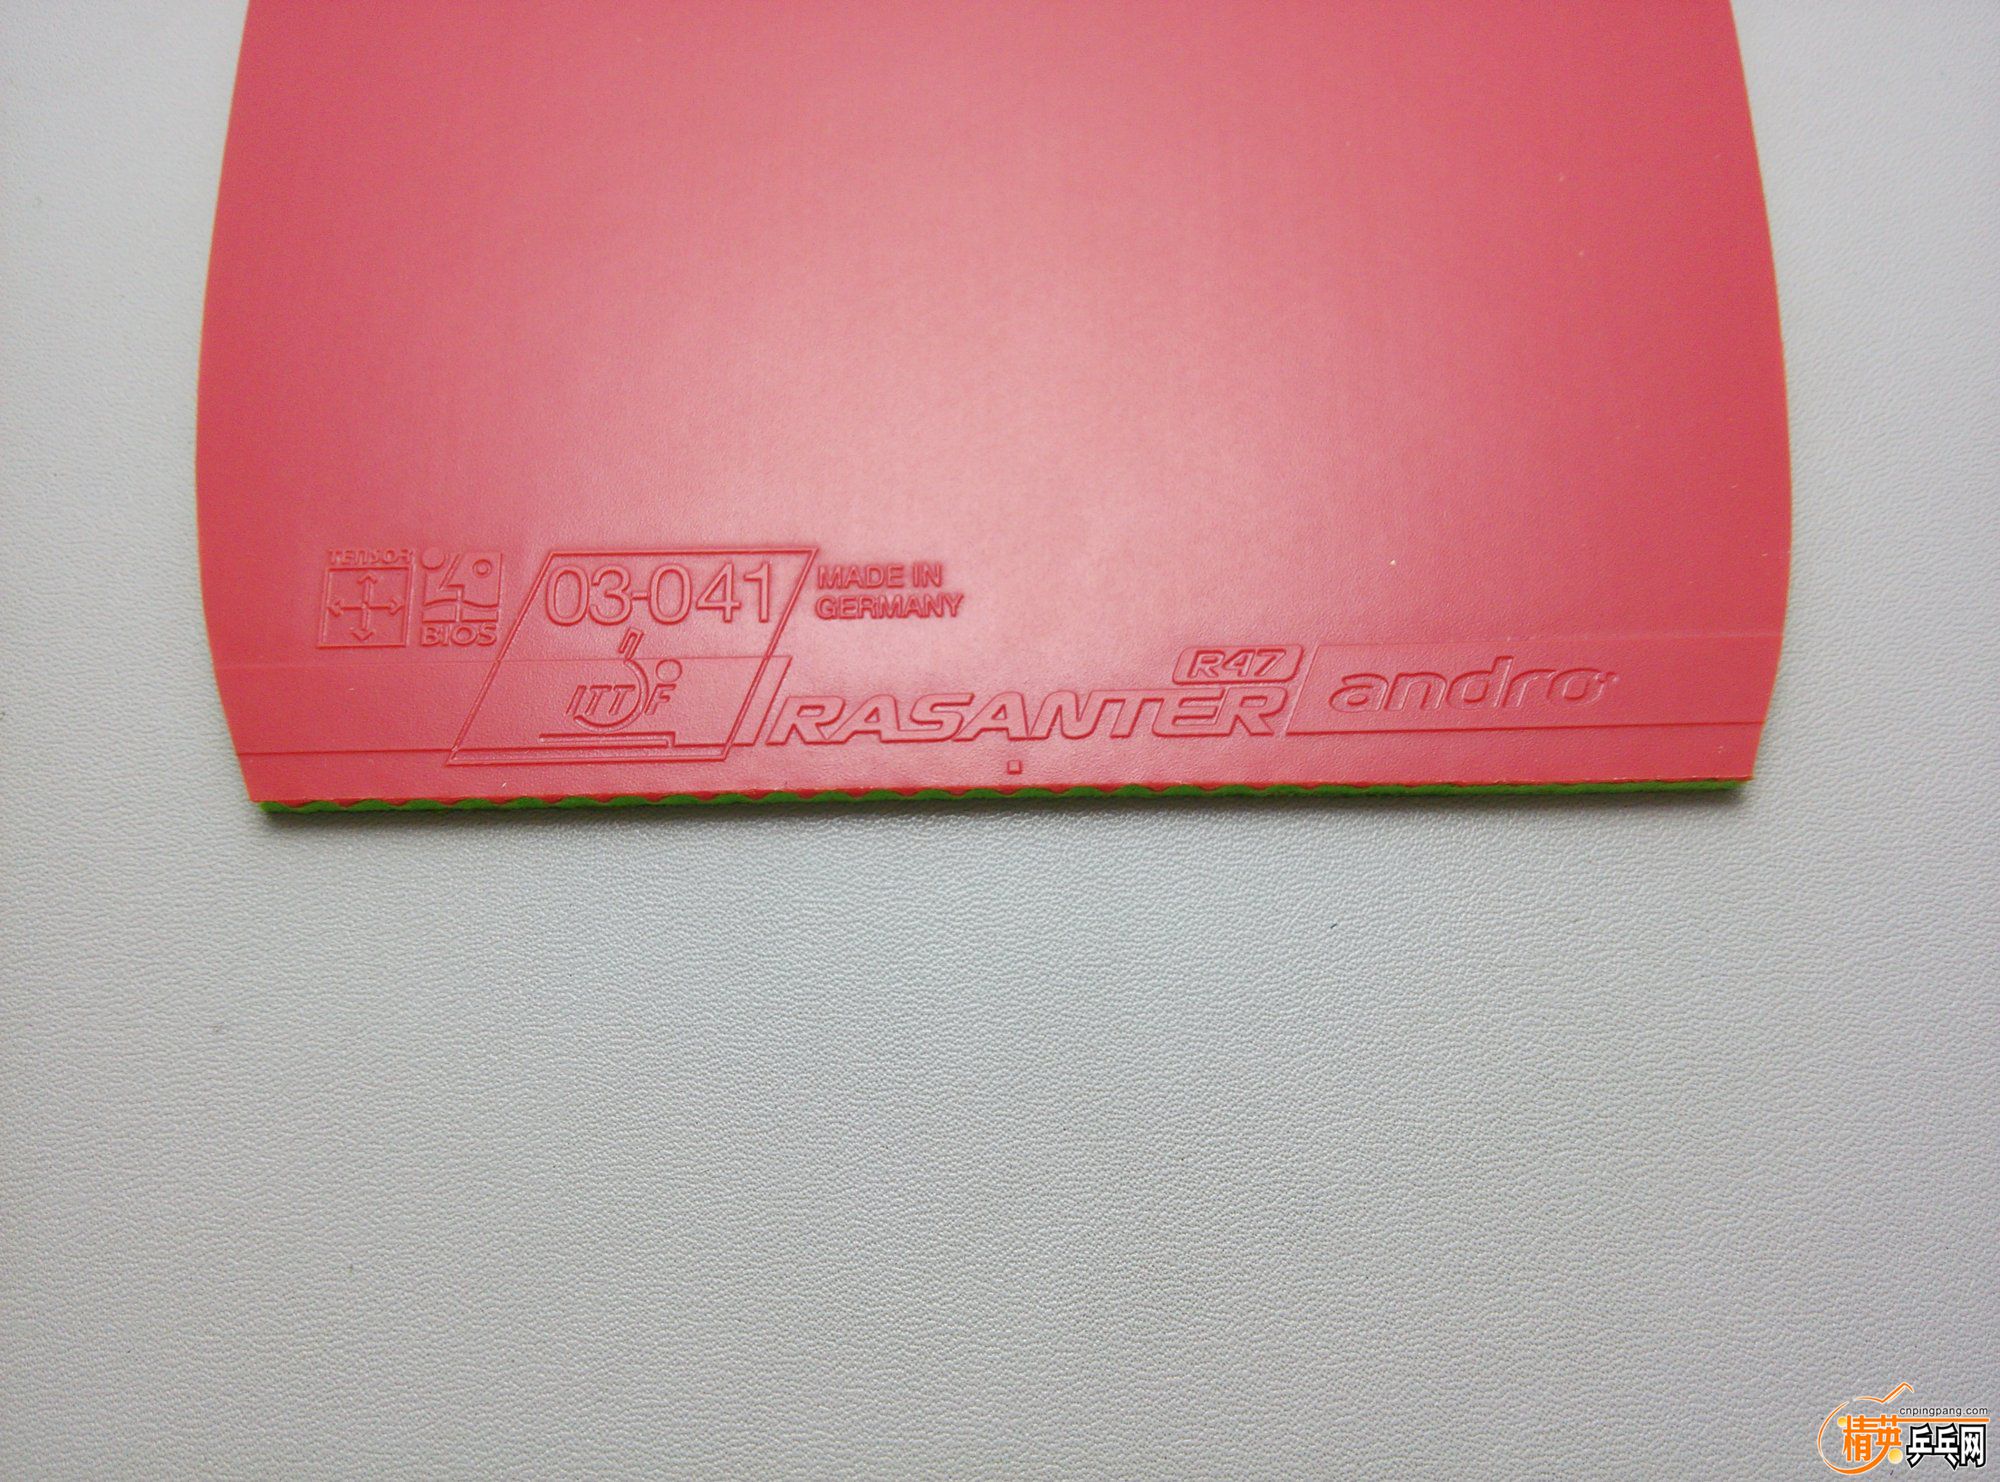 TENSOR
BIOS
03-041
MADE IN
GERMANY
ITTF
R47
RASANTER
andro
cnpingpang.com
精英乒乓网